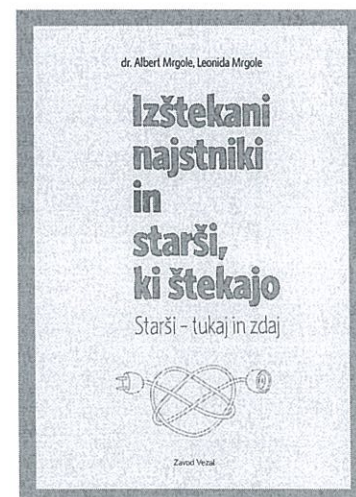 dr. Albert Mrgole, Leonida Mrgole
Izštekani
najstniki
in
starši,
ki štekajo
Starši – tukaj in zdaj
Zavod Vezal